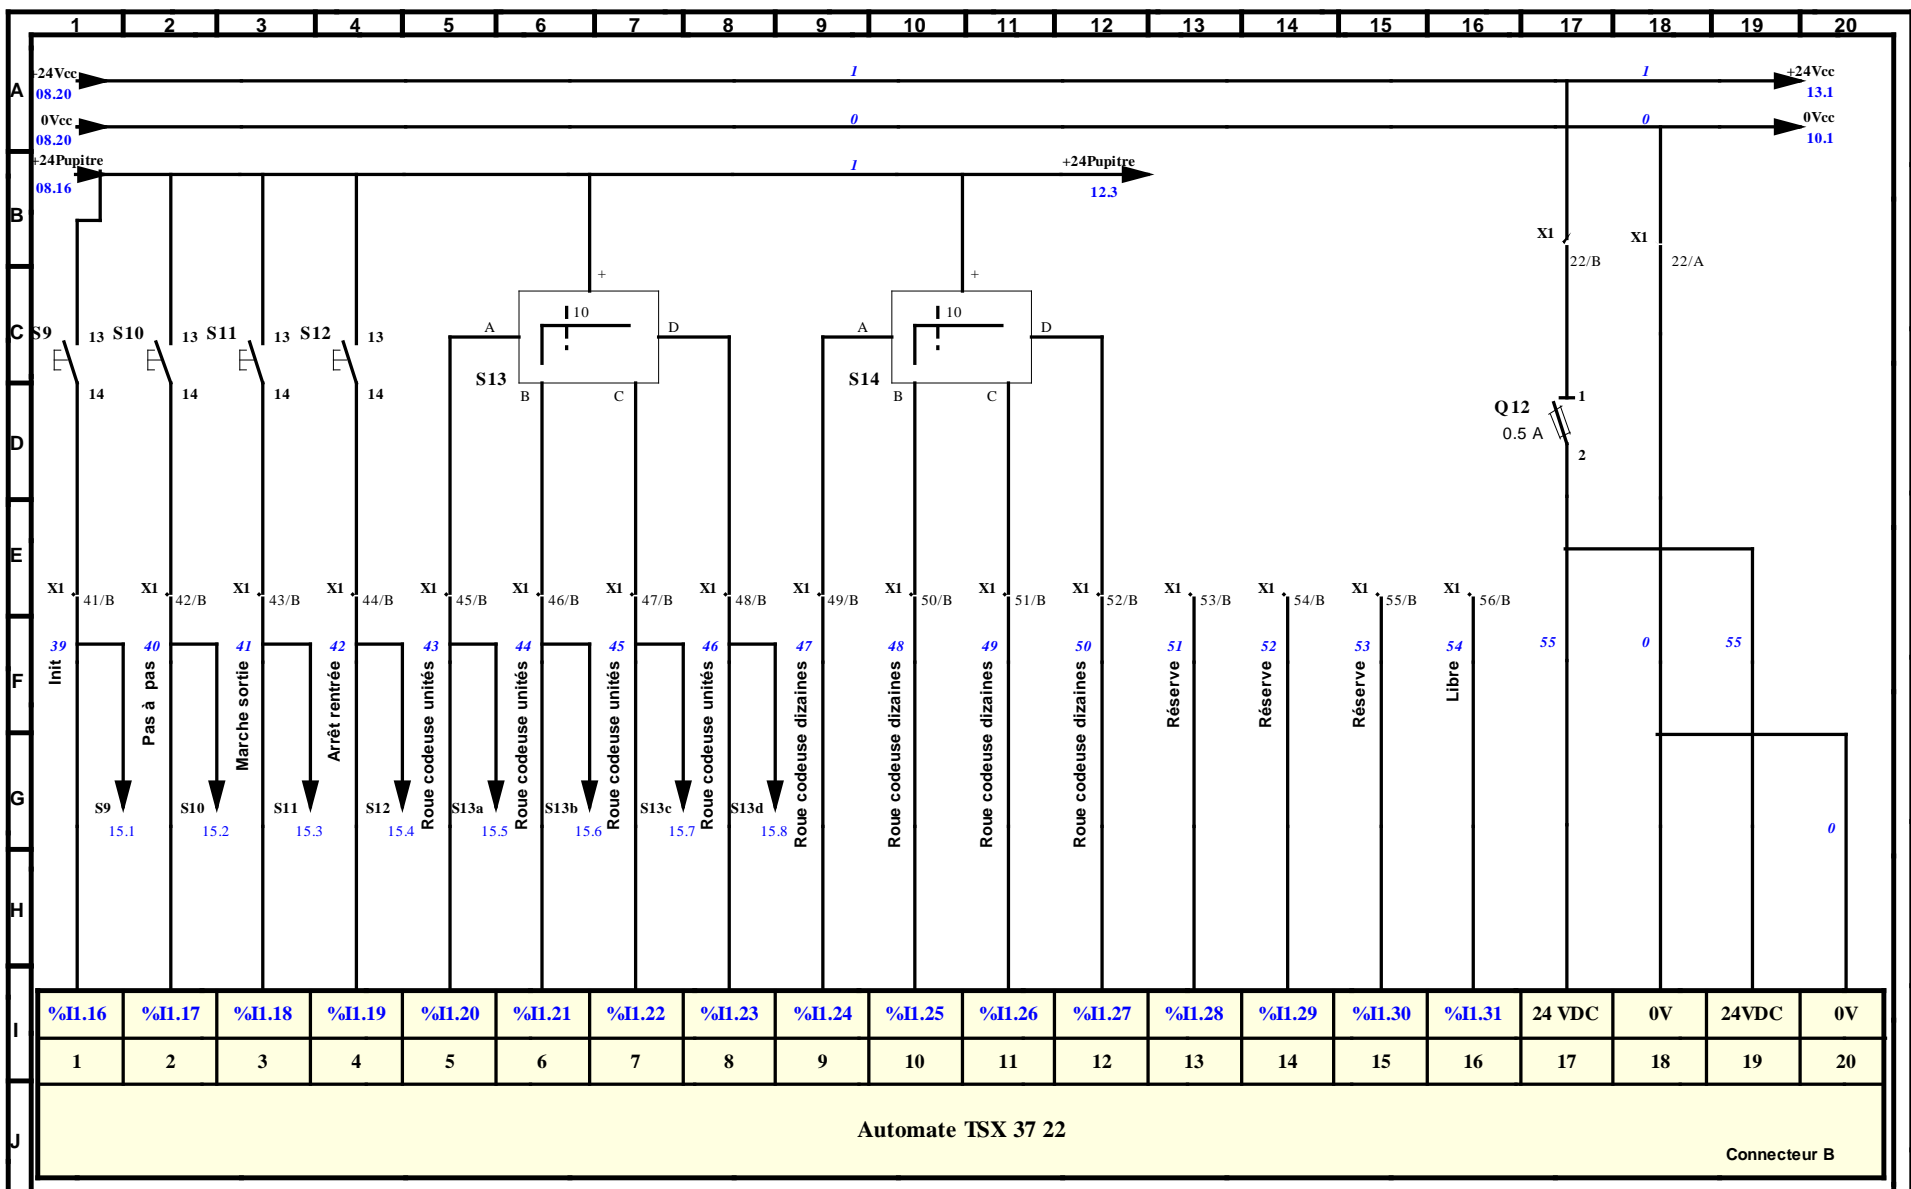 1 2 3 4 5 6 7 8 9 10 11 12 13 14 15 16 17 18 19 20
A
+24Vcc 1 1 +24Vcc
08.20 13.1
0Vcc 0 0 0Vcc
08.20 10.1
+24Pupitre 1 +24Pupitre
08.16 12.3
B
X1 X1
22/B 22/A
+ +
10 10
C
S9 13 S10 13 S11 13 S12 13 A D A D
S13 S14
14 14 14 14 B C B C
Q12 1
0.5 A
2
D
E
X1 X1 X1 X1 X1 X1 X1 X1 X1 X1 X1 X1 X1 X1 X1 X1
41/B 42/B 43/B 44/B 45/B 46/B 47/B 48/B 49/B 50/B 51/B 52/B 53/B 54/B 55/B 56/B
39 40 41 42 43 44 45 46 47 48 49 50 51 52 53 54 55 0 55
F
Init
Pas à pas
Marche sortie
Arrêt rentrée
Roue codeuse unités
Roue codeuse unités
Roue codeuse unités
Roue codeuse unités
Roue codeuse dizaines
Roue codeuse dizaines
Roue codeuse dizaines
Roue codeuse dizaines
Réserve
Réserve
Réserve
Libre
G
S9 S10 S11 S12 S13a S13b S13c S13d
15.1 15.2 15.3 15.4 15.5 15.6 15.7 15.8 0
H
I
%I1.16 %I1.17 %I1.18 %I1.19 %I1.20 %I1.21 %I1.22 %I1.23 %I1.24 %I1.25 %I1.26 %I1.27 %I1.28 %I1.29 %I1.30 %I1.31 24 VDC 0V 24VDC 0V
1 2 3 4 5 6 7 8 9 10 11 12 13 14 15 16 17 18 19 20
J
Automate TSX 37 22
Connecteur B